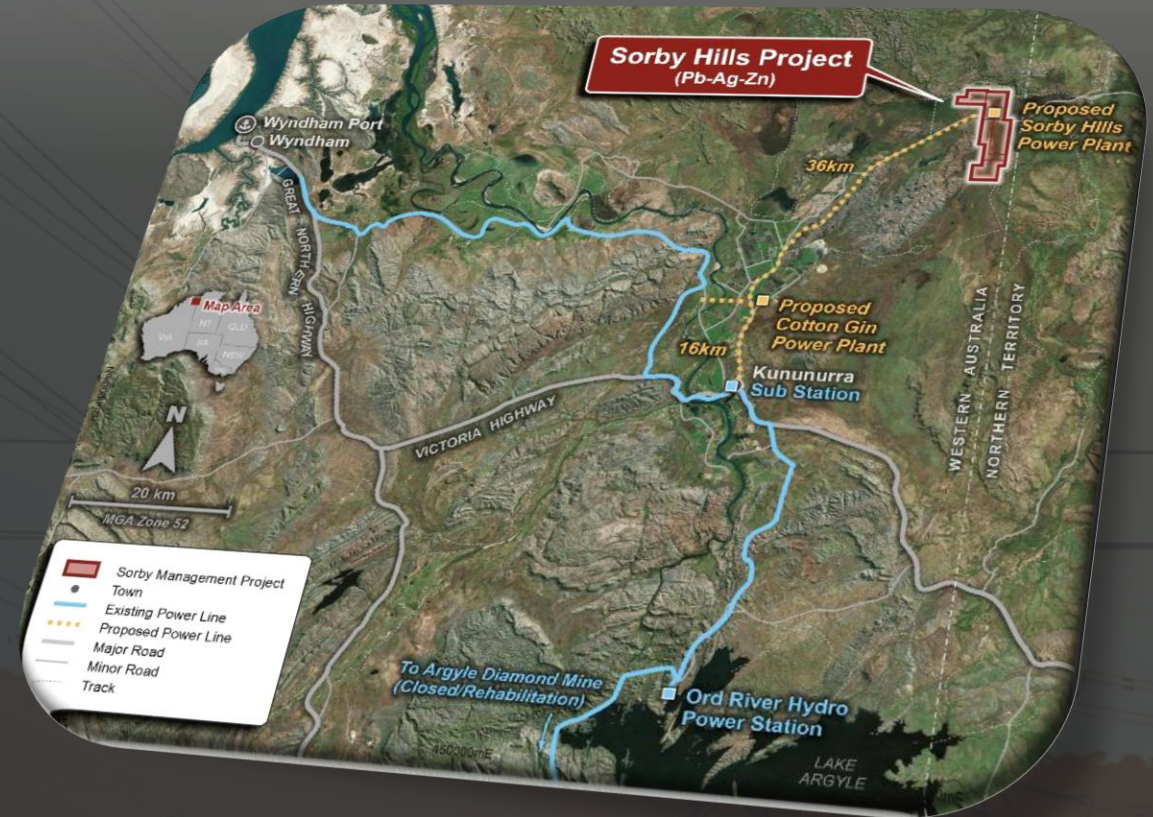 Sorby Hills Project
(Pb-Ag-Zn)
Wyndham Port
Wyndham
Proposed
Sorby Hills
Power Plant
36km
GREAT NORTHERN HIGHWAY
Map Area
WA
NT
QLD
SA
NSW
Proposed
Cotton Gin
Power Plant
16km
Kununurra
Sub Station
WESTERN AUSTRALIA
NORTHERN TERRITORY
VICTORIA HIGHWAY
N
20 km
MGA Zone 52
Sorby Management Project
Town
Existing Power Line
Proposed Power Line
Major Road
Minor Road
Track
To Argyle Diamond Mine
(Closed/Rehabilitation)
Ord River Hydro
Power Station
LAKE
ARGYLE